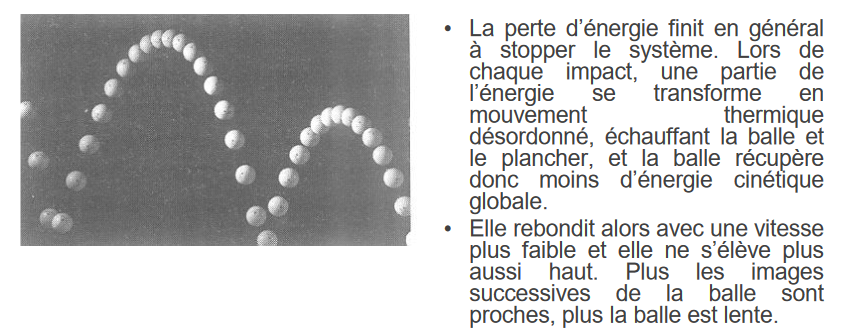 • La perte d’énergie finit en général
à stopper le système. Lors de
chaque impact, une partie de
l’énergie se transforme en
mouvement thermique
désordonné, échauffant la balle et
le plancher, et la balle récupère
donc moins d’énergie cinétique
globale.
• Elle rebondit alors avec une vitesse
plus faible et elle ne s’élève plus
aussi haut. Plus les images
successives de la balle sont
proches, plus la balle est lente.